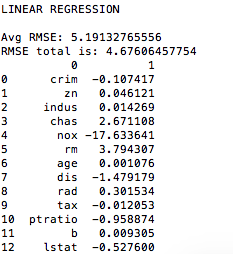 LINEAR REGRESSION
Avg RMSE: 5.19132765556
RMSE total is: 4.67606457754
0 1
0 crim -0.107417
1 zn 0.046121
2 indus 0.014269
3 chas 2.671108
4 nox -17.633641
5 rm 3.794307
6 age 0.001076
7 dis -1.479179
8 rad 0.301534
9 tax -0.012053
10 ptratio -0.958874
11 b 0.009305
12 lstat -0.527600